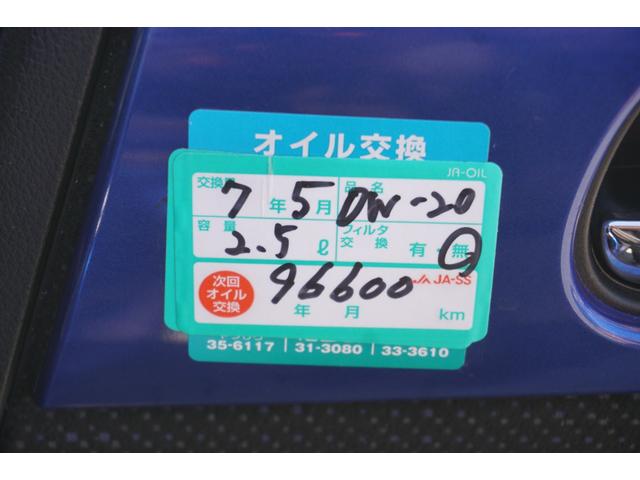 オイル交換
JA-OIL
交換日 7年 5月 品名 0W-20
容量 2.5ℓ フィルタ交換 有・無
次回オイル交換 96600 km JA JA-SS
年 月
35-6117 | 31-3080 | 33-3610